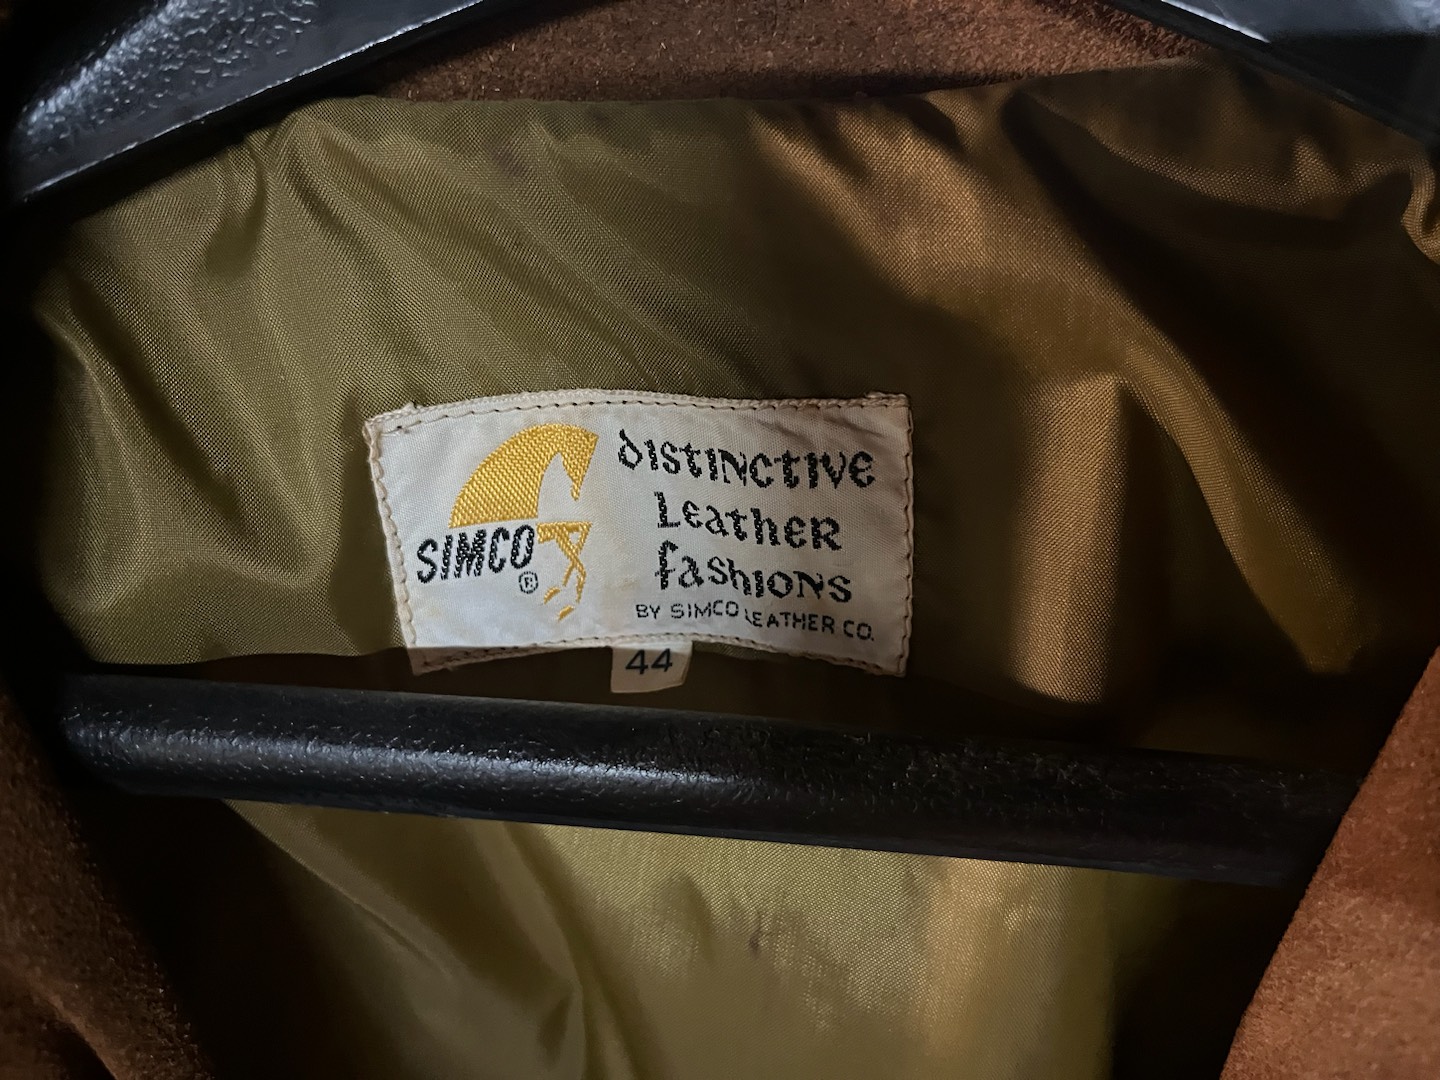 SIMCO
®
DISTINCTIVE
LEATHER
FASHIONS
BY SIMCO LEATHER CO.
44